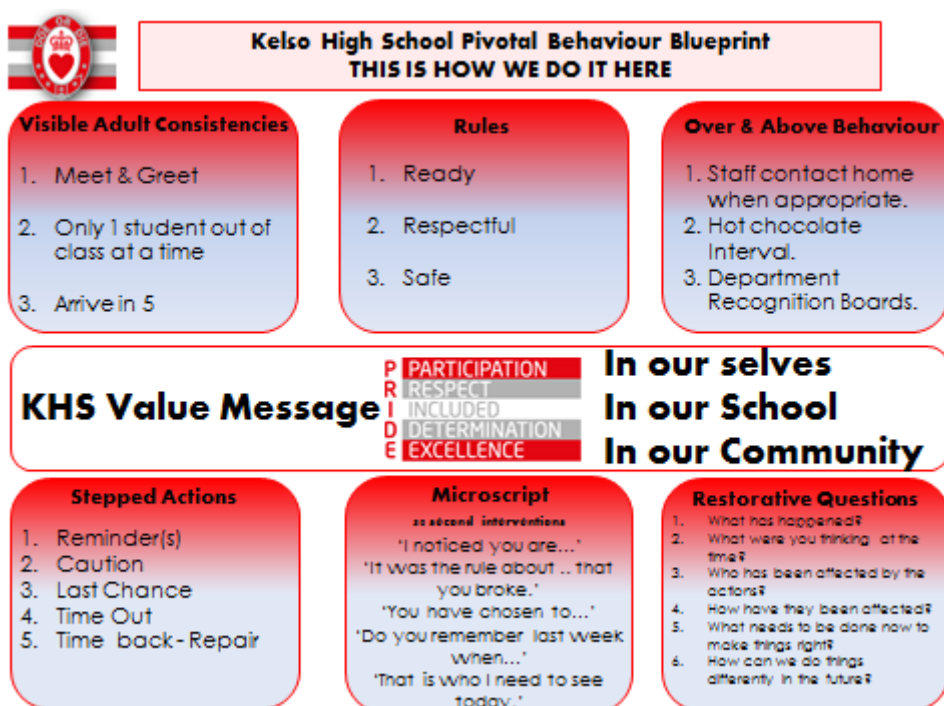 DOE OR DIE
Kelso High School Pivotal Behaviour Blueprint
THIS IS HOW WE DO IT HERE
Visible Adult Consistencies
1. Meet & Greet
2. Only 1 student out of
class at a time
3. Arrive in 5
Rules
1. Ready
2. Respectful
3. Safe
Over & Above Behaviour
1. Staff contact home
when appropriate.
2. Hot chocolate
Interval.
3. Department
Recognition Boards.
KHS Value Message
P PARTICIPATION
R RESPECT
I INCLUDED
D DETERMINATION
E EXCELLENCE
In our selves
In our School
In our Community
Stepped Actions
1. Reminder(s)
2. Caution
3. Last Chance
4. Time Out
5. Time back - Repair
Microscript
second interventions
'I noticed you are...'
'It was the rule about .. that
you broke.'
'You have chosen to...'
'Do you remember last week
when...'
'That is who I need to see
today.'
Restorative Questions
1. What has happened?
2. What were you thinking at the
time?
3. Who has been affected by the
actions?
4. How have they been affected?
5. What needs to be done now to
make things right?
6. How can we do things
differently in the future?